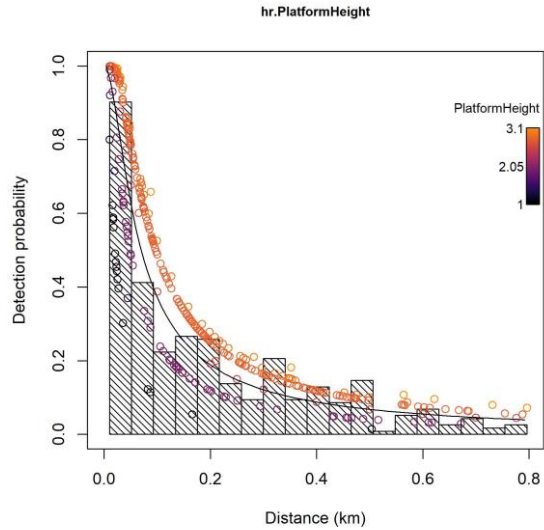 hr.PlatformHeight
PlatformHeight
3.1
2.05
1
Detection probability
1.0
0.8
0.6
0.4
0.2
0.0
0.0 0.2 0.4 0.6 0.8
Distance (km)